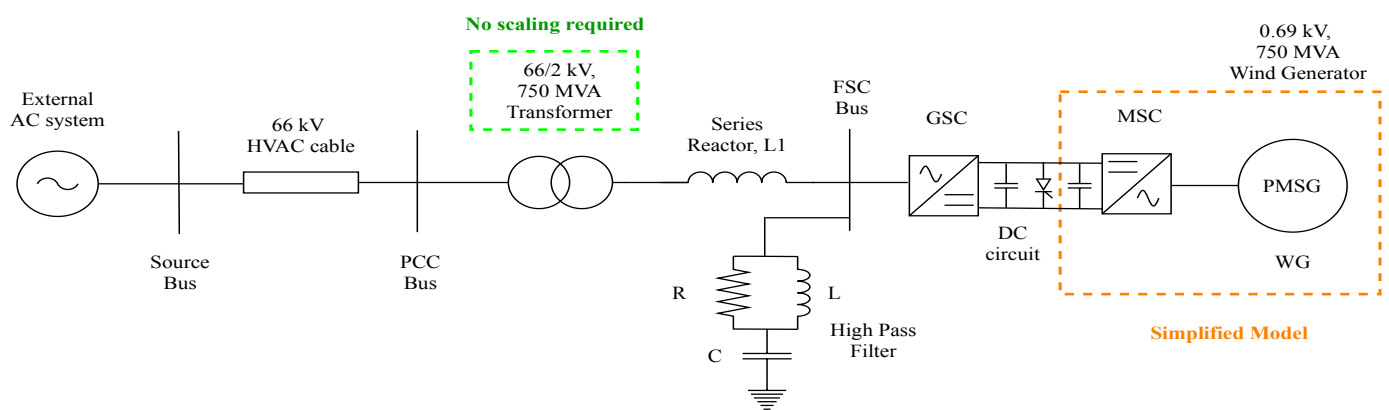 No scaling required
66/2 kV,
750 MVA
Transformer
0.69 kV,
750 MVA
Wind Generator
External
AC system
66 kV
HVAC cable
Series
Reactor, L1
FSC
Bus
GSC
MSC
PMSG
Source
Bus
PCC
Bus
DC
circuit
WG
R
L
High Pass
Filter
C
Simplified Model